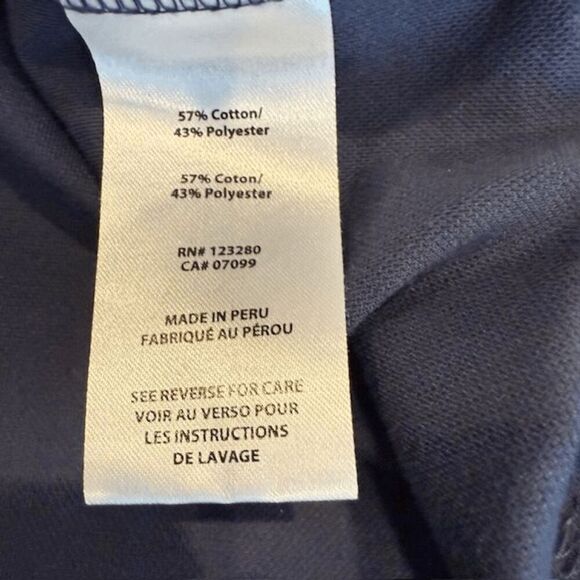 57% Cotton/
43% Polyester
57% Coton/
43% Polyester
RN# 123280
CA# 07099
MADE IN PERU
FABRIQUÉ AU PÉROU
SEE REVERSE FOR CARE
VOIR AU VERSO POUR
LES INSTRUCTIONS
DE LAVAGE